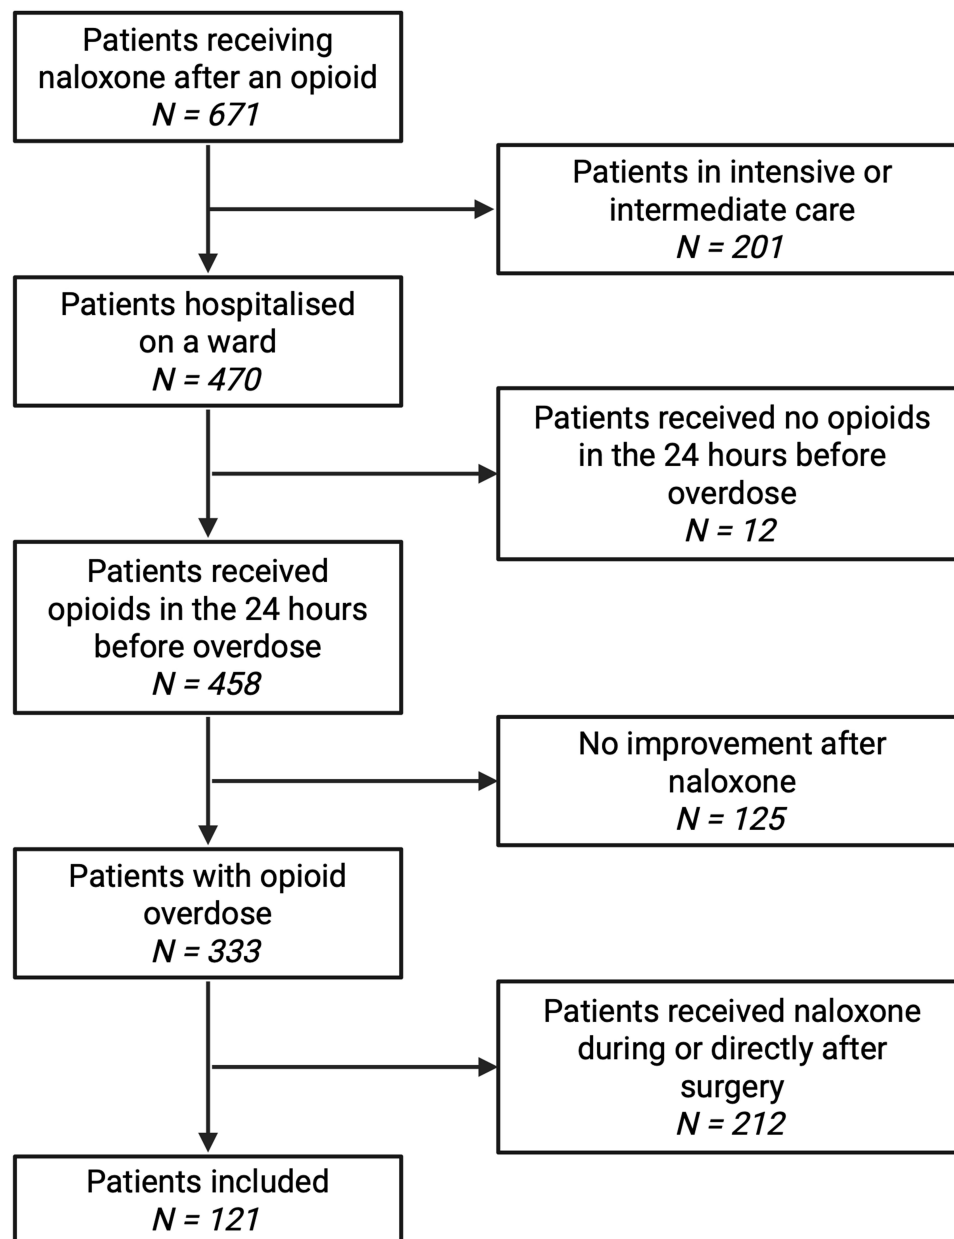 Patients receiving
naloxone after an opioid
N = 671
Patients in intensive or
intermediate care
N = 201
Patients hospitalised
on a ward
N = 470
Patients received no opioids
in the 24 hours before
overdose
N = 12
Patients received
opioids in the 24 hours
before overdose
N = 458
No improvement after
naloxone
N = 125
Patients with opioid
overdose
N = 333
Patients received naloxone
during or directly after
surgery
N = 212
Patients included
N = 121